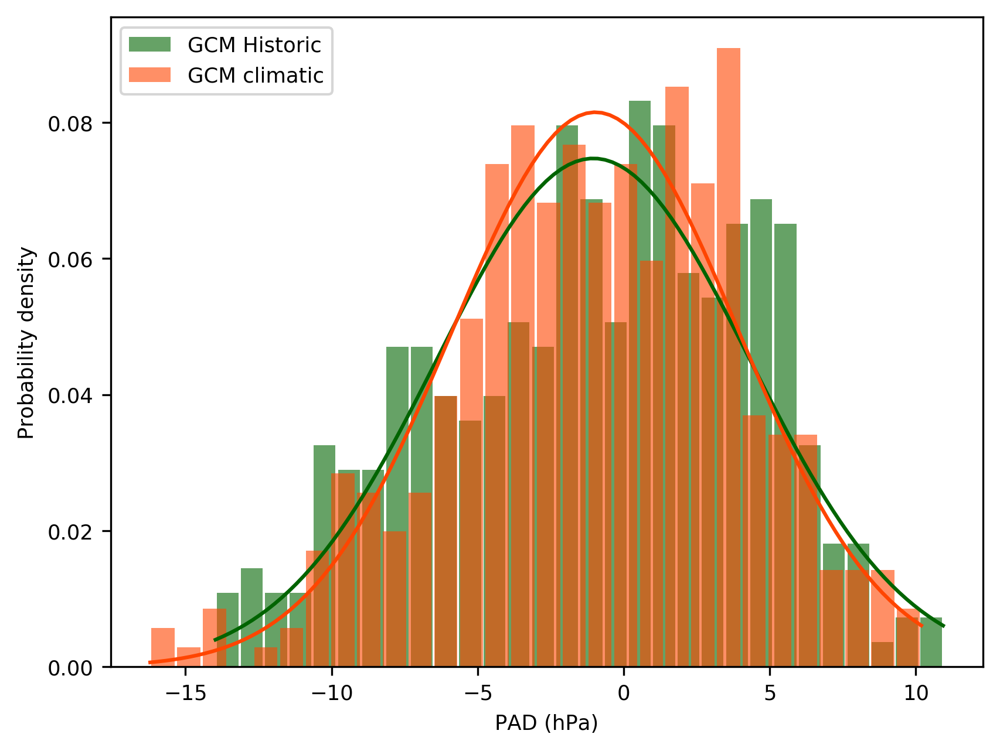 GCM Historic
GCM climatic
0.08
0.06
0.04
0.02
0.00
Probability density
−15 −10 −5 0 5 10
PAD (hPa)